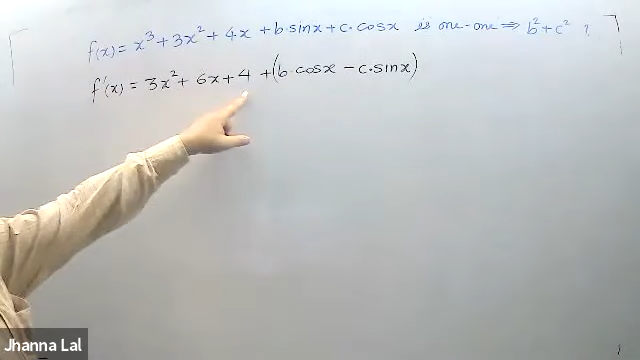 f(x) = x³ + 3x² + 4x + b·sinx + c·cosx is one-one ⇒ b² + c² ?
f'(x) = 3x² + 6x + 4 + (b·cosx − c·sinx)
Jhanna Lal